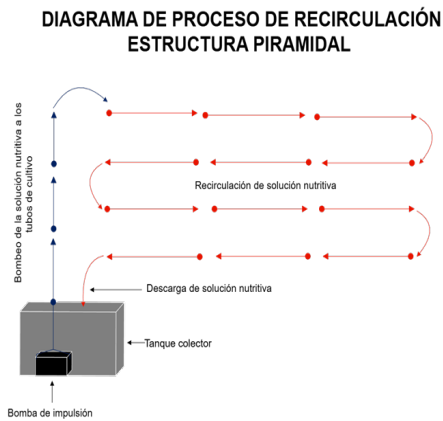 DIAGRAMA DE PROCESO DE RECIRCULACIÓN
ESTRUCTURA PIRAMIDAL
Bombeo de la solución nutritiva a los
tubos de cultivo
Recirculación de solución nutritiva
Descarga de solución nutritiva
Tanque colector
Bomba de impulsión